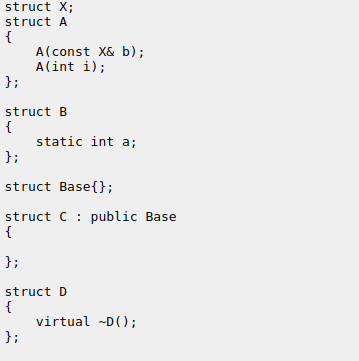 struct X;
struct A
{
    A(const X& b);
    A(int i);
};

struct B
{
    static int a;
};

struct Base{};

struct C : public Base
{

};

struct D
{
    virtual ~D();
};